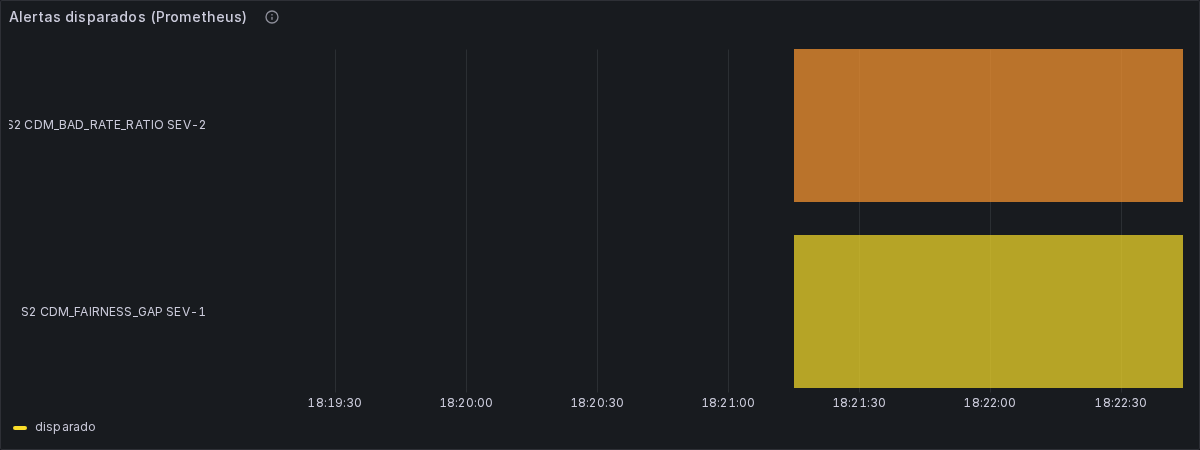 Alertas disparados (Prometheus)
S2 CDM_BAD_RATE_RATIO SEV-2
S2 CDM_FAIRNESS_GAP SEV-1
18:19:30 18:20:00 18:20:30 18:21:00 18:21:30 18:22:00 18:22:30
disparado